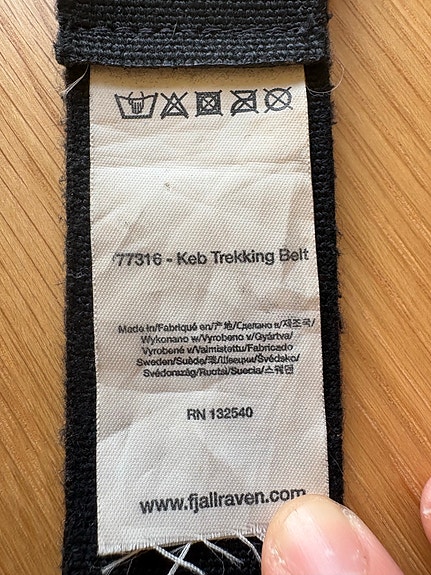 77316 - Keb Trekking Belt
Made in/Fabriqué en/产地/Сделано в/제조국/
Wykonano w/Vyrobeno v/Gyártva/
Vyrobené v/Valmistettu/Fabricado
Sweden/Suède/瑞/Швеция/Švédsko/
Svédország/Ruotsi/Suecia/스웨덴
RN 132540
www.fjallraven.com